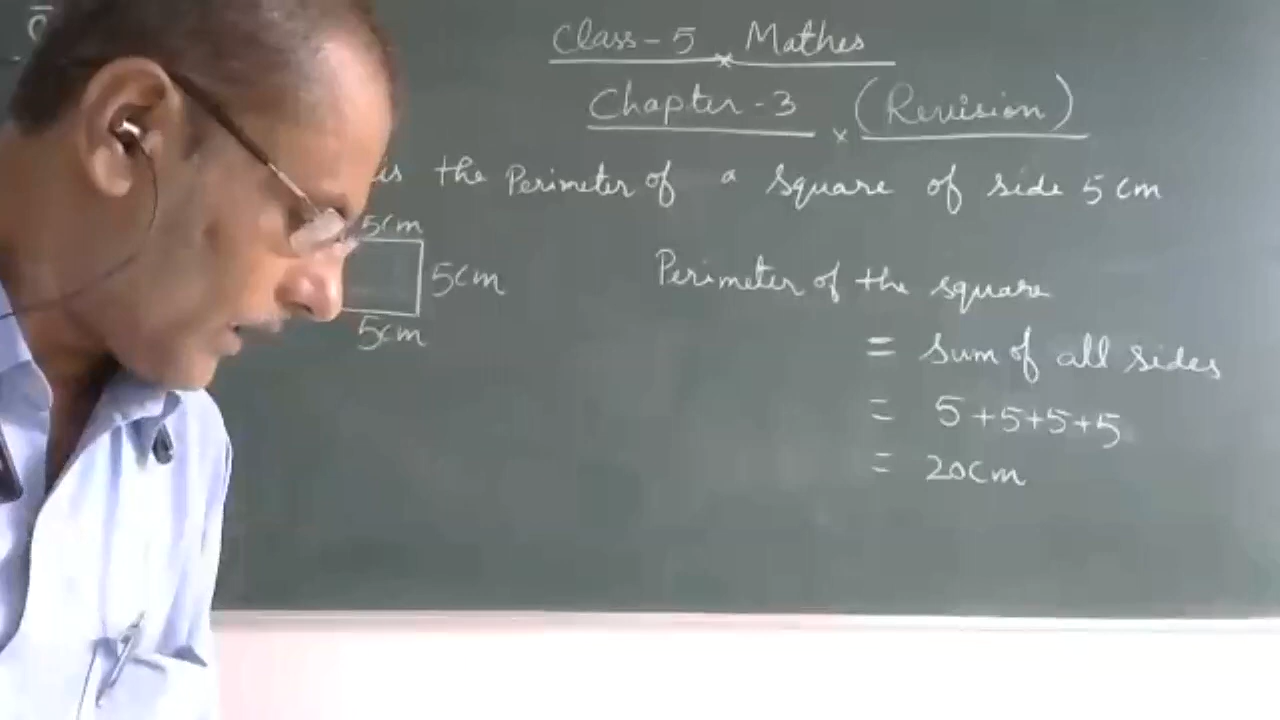 Class-5 Mathes
Chapter-3 (Revision)
is the Perimeter of a square of side 5 cm
5cm
5cm
5cm
Perimeter of the square
= Sum of all sides
= 5+5+5+5
= 20cm